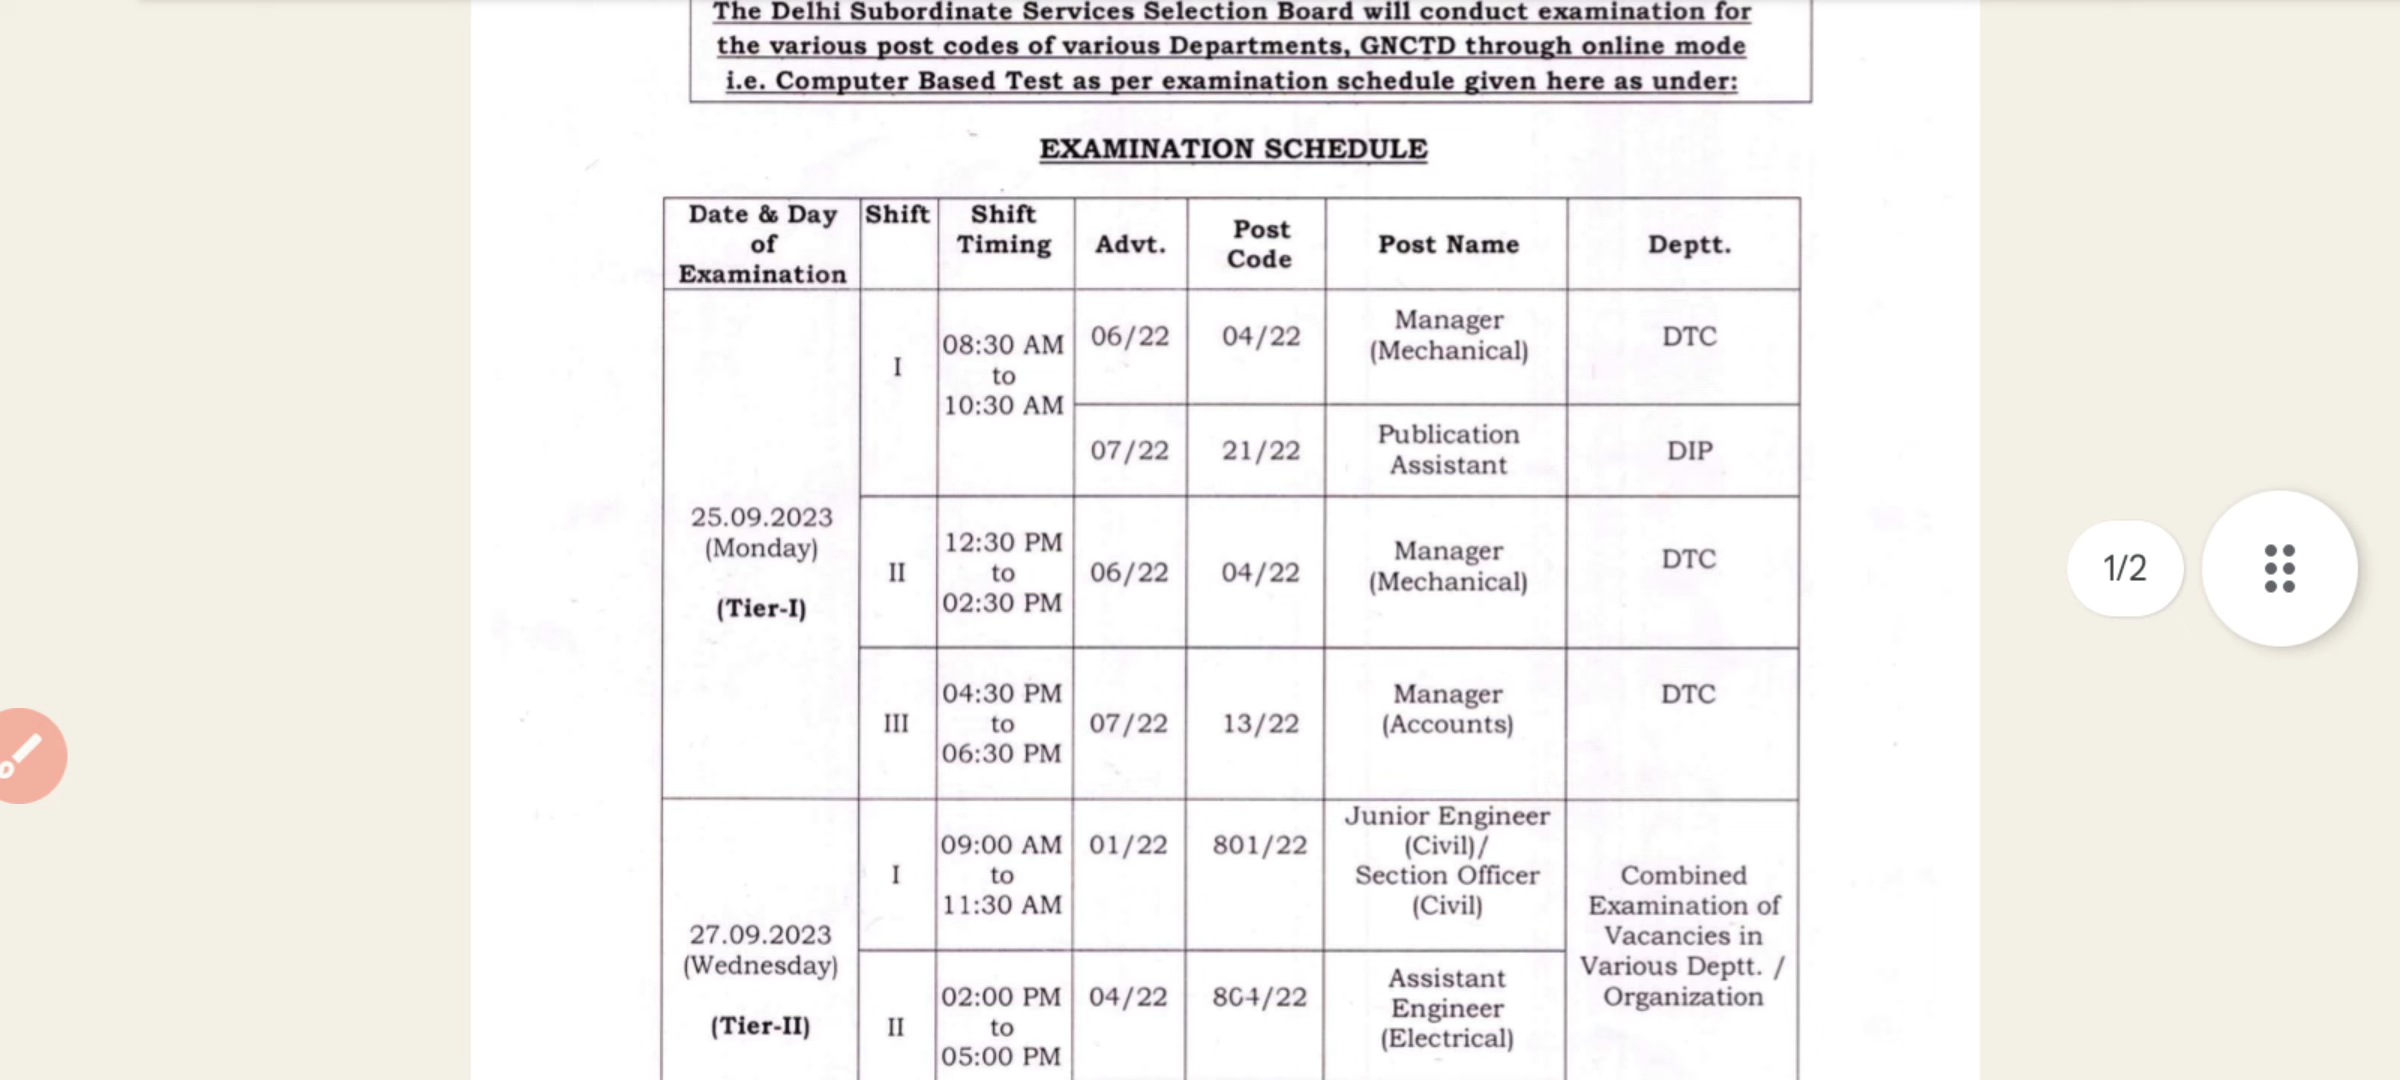 The Delhi Subordinate Services Selection Board will conduct examination for
the various post codes of various Departments, GNCTD through online mode
i.e. Computer Based Test as per examination schedule given here as under:
EXAMINATION SCHEDULE
Date & Day
of
Examination
Shift
Shift
Timing
Advt.
Post
Code
Post Name
Deptt.
25.09.2023
(Monday)
(Tier-I)
I
08:30 AM
to
10:30 AM
06/22
04/22
Manager
(Mechanical)
DTC
07/22
21/22
Publication
Assistant
DIP
II
12:30 PM
to
02:30 PM
06/22
04/22
Manager
(Mechanical)
DTC
III
04:30 PM
to
06:30 PM
07/22
13/22
Manager
(Accounts)
DTC
27.09.2023
(Wednesday)
(Tier-II)
I
09:00 AM
to
11:30 AM
01/22
801/22
Junior Engineer
(Civil)/
Section Officer
(Civil)
Combined
Examination of
Vacancies in
Various Deptt. /
Organization
II
02:00 PM
to
05:00 PM
04/22
804/22
Assistant
Engineer
(Electrical)
1/2